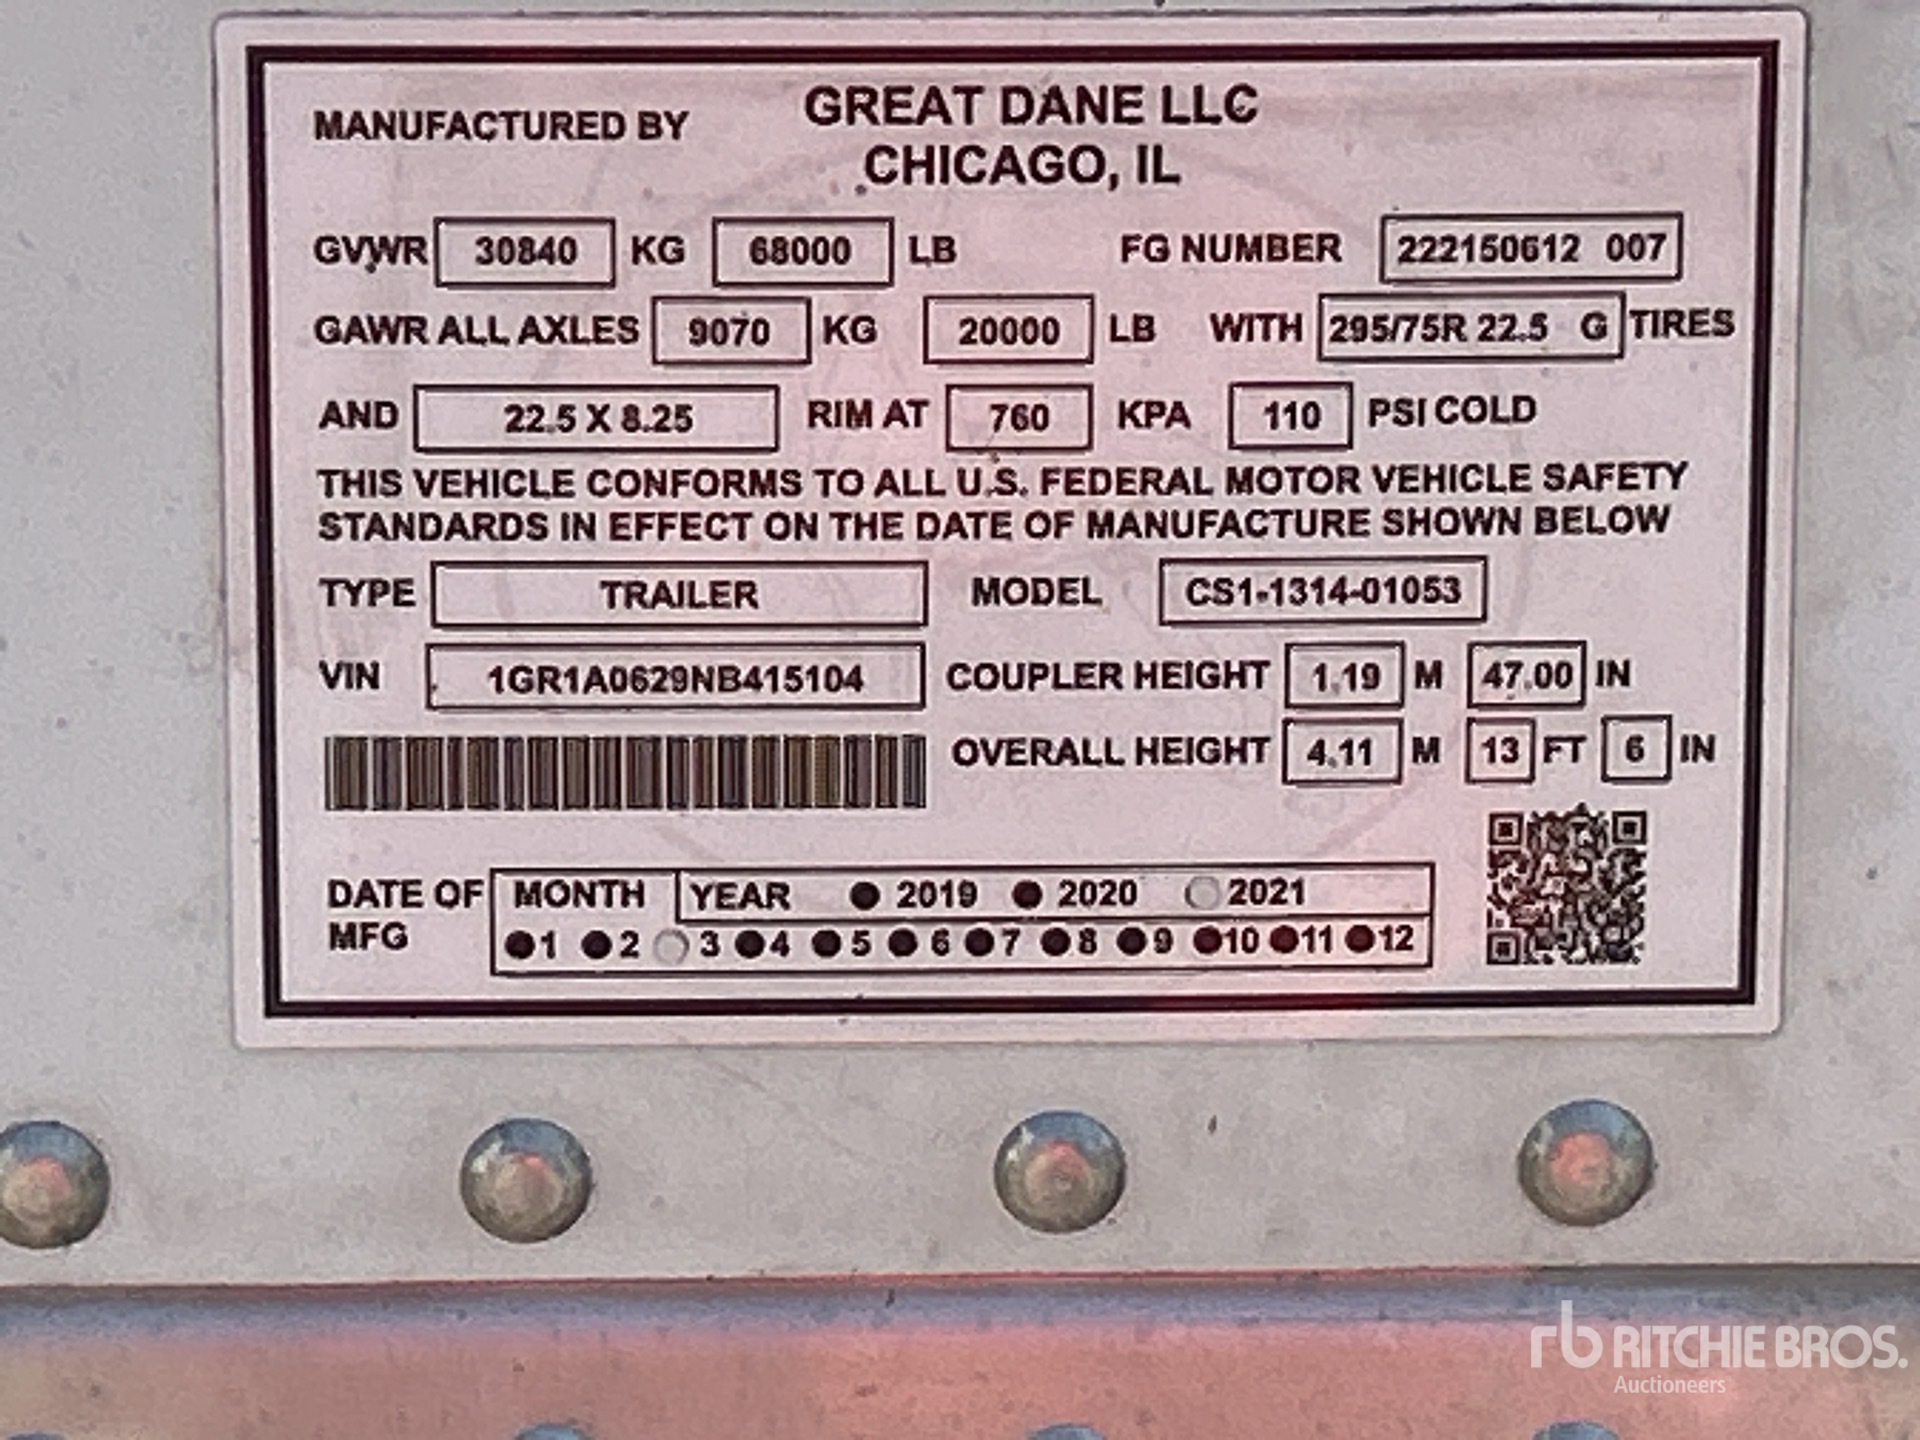 MANUFACTURED BY GREAT DANE LLC
CHICAGO, IL
GVWR 30840 KG 68000 LB FG NUMBER 222150612 007
GAWR ALL AXLES 9070 KG 20000 LB WITH 295/75R 22.5 G TIRES
AND 22.5 X 8.25 RIM AT 760 KPA 110 PSI COLD
THIS VEHICLE CONFORMS TO ALL U.S. FEDERAL MOTOR VEHICLE SAFETY
STANDARDS IN EFFECT ON THE DATE OF MANUFACTURE SHOWN BELOW
TYPE TRAILER MODEL CS1-1314-01053
VIN 1GR1A0629NB415104 COUPLER HEIGHT 1.19 M 47.00 IN
OVERALL HEIGHT 4.11 M 13 FT 6 IN
DATE OF MONTH YEAR 2019 2020 2021
MFG 1 2 3 4 5 6 7 8 9 10 11 12
rb RITCHIE BROS.
Auctioneers